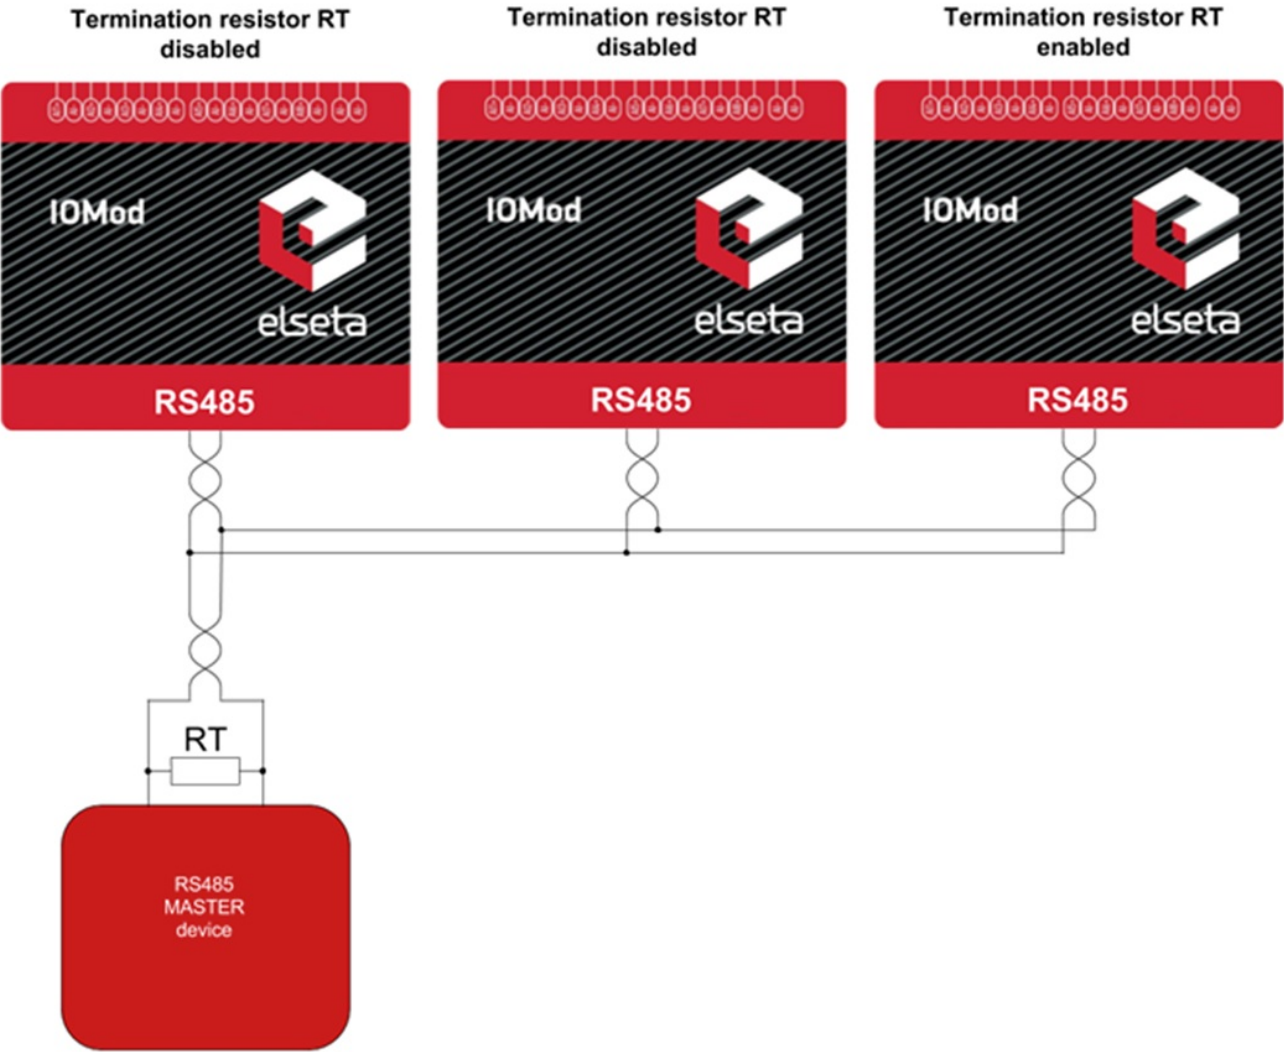 Termination resistor RT
disabled
Termination resistor RT
disabled
Termination resistor RT
enabled
IOMod
elseta
RS485
IOMod
elseta
RS485
IOMod
elseta
RS485
RT
RS485
MASTER
device